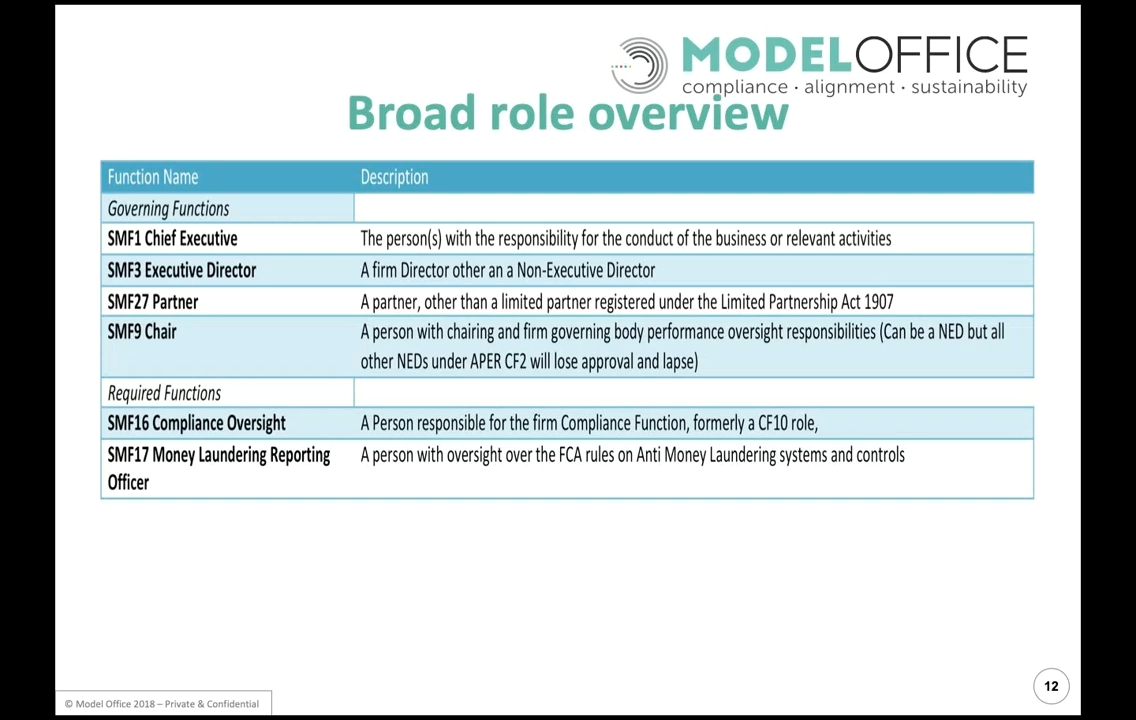 MODELOFFICE
compliance · alignment · sustainability
Broad role overview
Function Name Description
Governing Functions
SMF1 Chief Executive The person(s) with the responsibility for the conduct of the business or relevant activities
SMF3 Executive Director A firm Director other an a Non-Executive Director
SMF27 Partner A partner, other than a limited partner registered under the Limited Partnership Act 1907
SMF9 Chair A person with chairing and firm governing body performance oversight responsibilities (Can be a NED but all
other NEDs under APER CF2 will lose approval and lapse)
Required Functions
SMF16 Compliance Oversight A Person responsible for the firm Compliance Function, formerly a CF10 role,
SMF17 Money Laundering Reporting A person with oversight over the FCA rules on Anti Money Laundering systems and controls
Officer
© Model Office 2018 – Private & Confidential
12